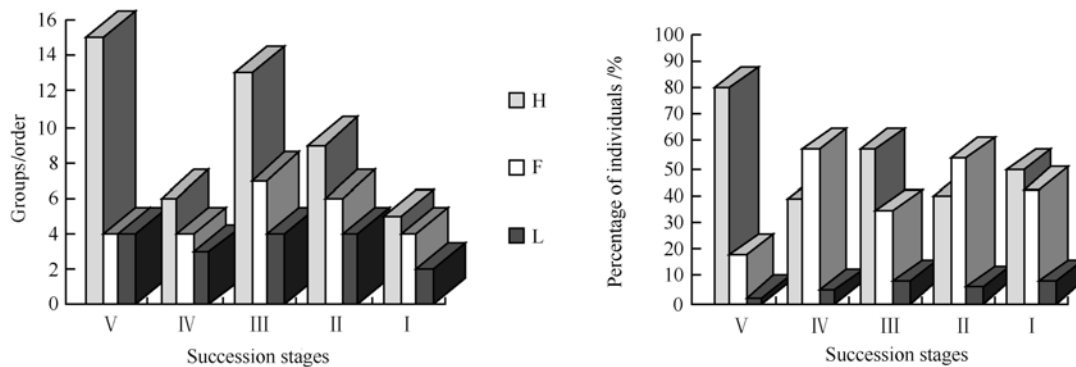 Groups/order
16
14
12
10
8
6
4
2
0
V IV III II I
Succession stages
H
F
L
Percentage of individuals /%
100
90
80
70
60
50
40
30
20
10
0
V IV III II I
Succession stages